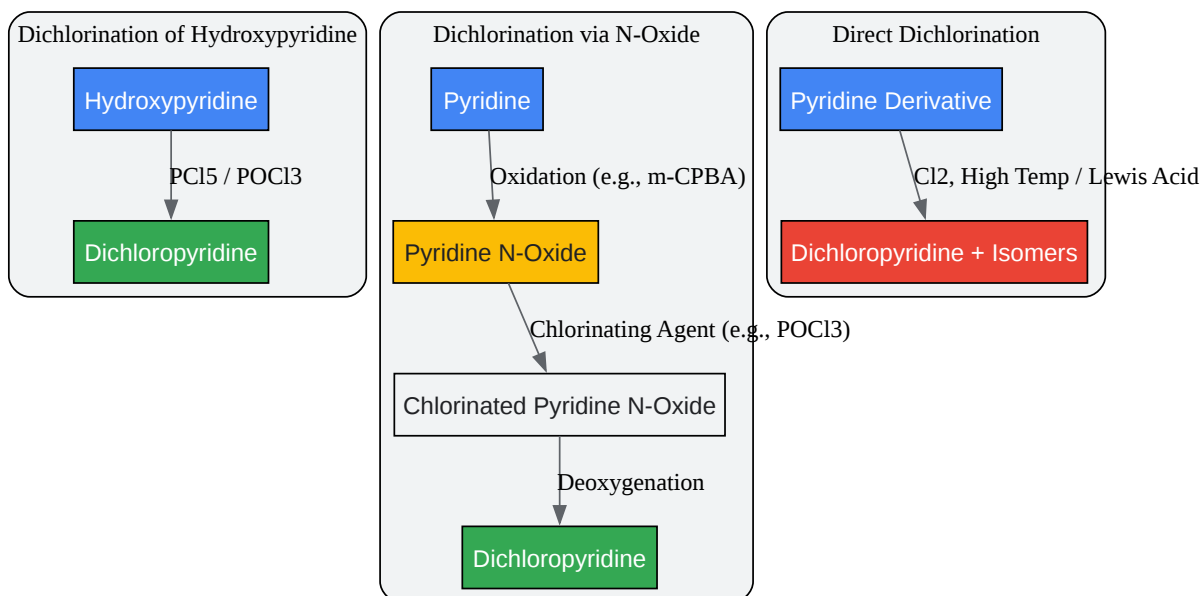 Dichlorination of Hydroxypyridine
Hydroxypyridine
PCl5 / POCl3
Dichloropyridine
Dichlorination via N-Oxide
Pyridine
Oxidation (e.g., m-CPBA)
Pyridine N-Oxide
Chlorinating Agent (e.g., POCl3)
Chlorinated Pyridine N-Oxide
Deoxygenation
Dichloropyridine
Direct Dichlorination
Pyridine Derivative
Cl2, High Temp / Lewis Acid
Dichloropyridine + Isomers